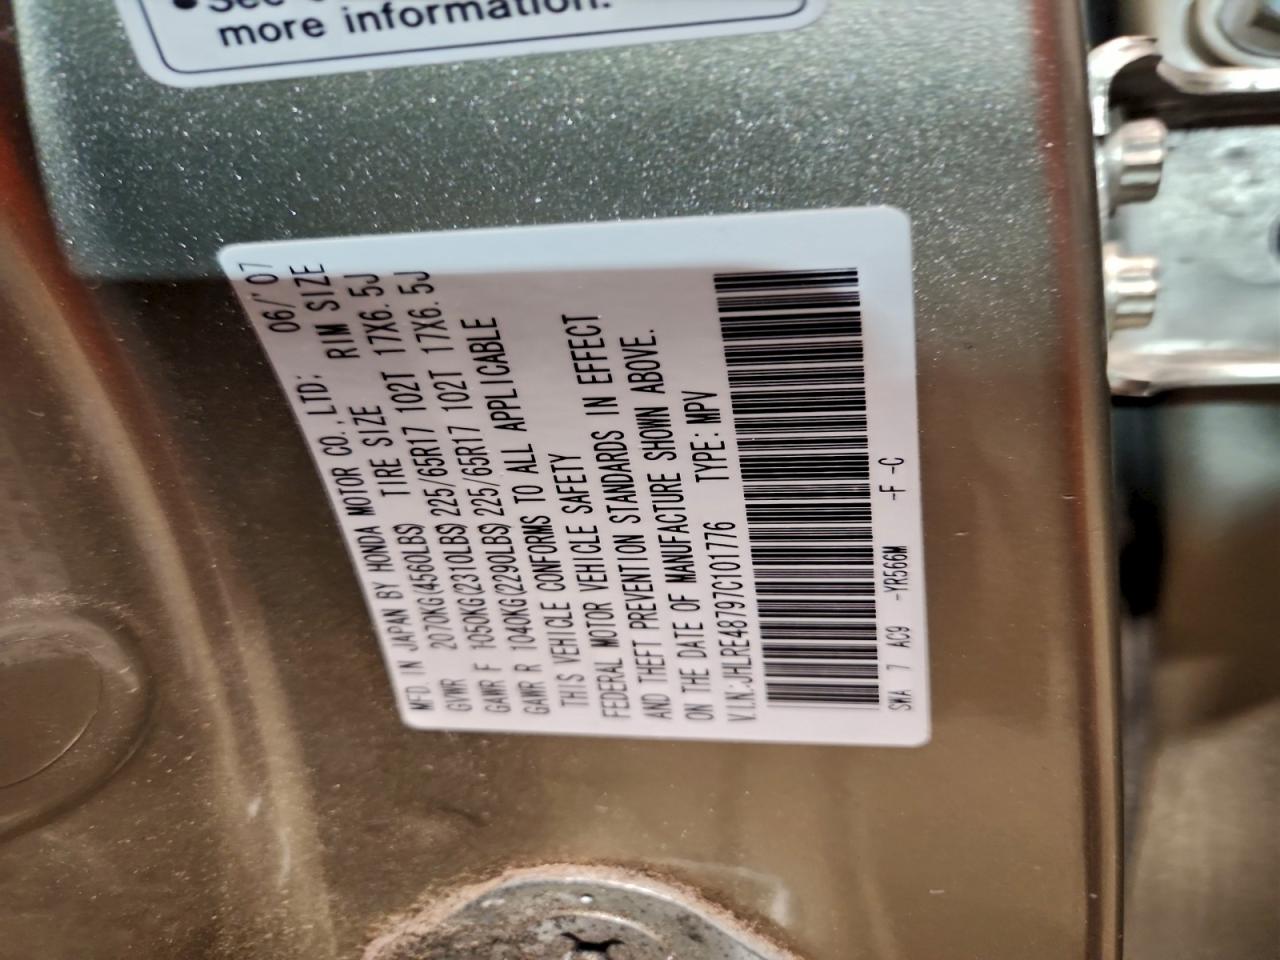 more information.
MFD. IN JAPAN BY HONDA MOTOR CO., LTD. 06/'07
GVWR 2070KG(4560LBS) TIRE SIZE RIM SIZE
GAWR F 1050KG(2310LBS) 225/65R17 102T 17X6.5J
GAWR R 1040KG(2290LBS) 225/65R17 102T 17X6.5J
THIS VEHICLE CONFORMS TO ALL APPLICABLE
FEDERAL MOTOR VEHICLE SAFETY
AND THEFT PREVENTION STANDARDS IN EFFECT
ON THE DATE OF MANUFACTURE SHOWN ABOVE.
V.I.N.:JHLRE48797C101776 TYPE: MPV
SWA 7 AC9 -YR566M -F -C